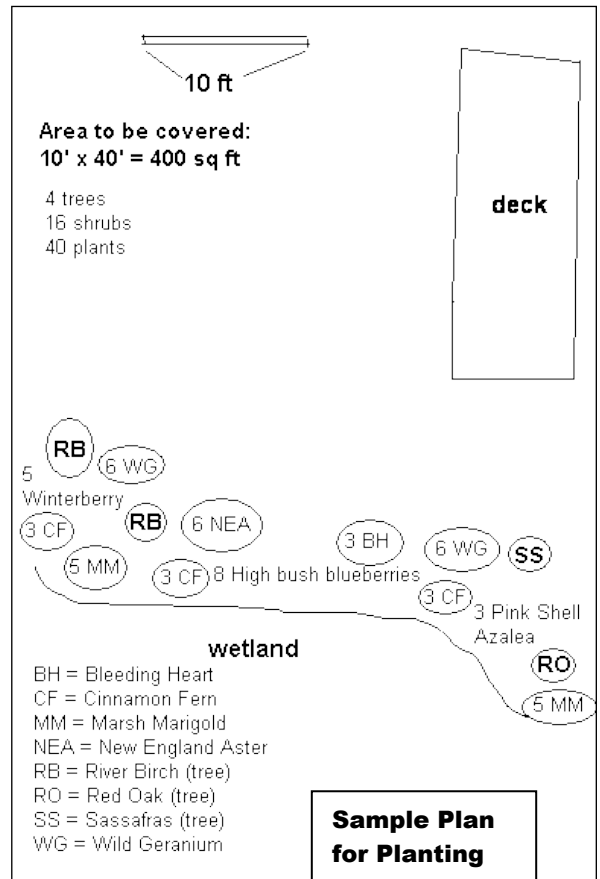 10 ft
Area to be covered:
10' x 40' = 400 sq ft
4 trees
16 shrubs
40 plants
deck
RB
6 WG
5
Winterberry
3 CF
RB
6 NEA
3 BH
6 WG
SS
5 MM
3 CF
8 High bush blueberries
3 CF
3 Pink Shell
Azalea
RO
5 MM
wetland
BH = Bleeding Heart
CF = Cinnamon Fern
MM = Marsh Marigold
NEA = New England Aster
RB = River Birch (tree)
RO = Red Oak (tree)
SS = Sassafras (tree)
WG = Wild Geranium
Sample Plan
for Planting